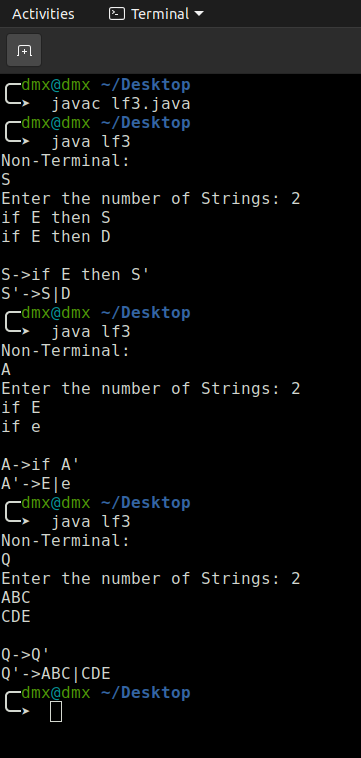 Activities Terminal
dmx@dmx ~/Desktop
javac lf3.java
dmx@dmx ~/Desktop
java lf3
Non-Terminal:
S
Enter the number of Strings: 2
if E then S
if E then D
S->if E then S'
S'->S|D
dmx@dmx ~/Desktop
java lf3
Non-Terminal:
A
Enter the number of Strings: 2
if E
if e
A->if A'
A'->E|e
dmx@dmx ~/Desktop
java lf3
Non-Terminal:
Q
Enter the number of Strings: 2
ABC
CDE
Q->Q'
Q'->ABC|CDE
dmx@dmx ~/Desktop